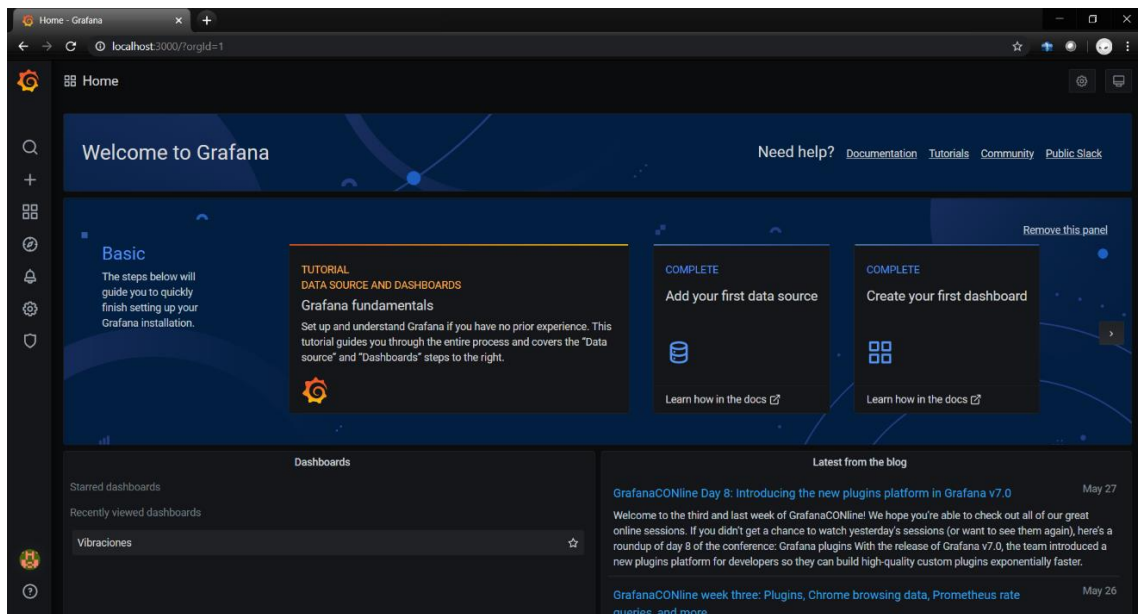 Home - Grafana
localhost:3000/?orgId=1
Home
Welcome to Grafana
Need help? Documentation Tutorials Community Public Slack
Remove this panel
Basic
The steps below will
guide you to quickly
finish setting up your
Grafana installation.
TUTORIAL
DATA SOURCE AND DASHBOARDS
Grafana fundamentals
Set up and understand Grafana if you have no prior experience. This
tutorial guides you through the entire process and covers the “Data
source” and “Dashboards” steps to the right.
COMPLETE
Add your first data source
Learn how in the docs
COMPLETE
Create your first dashboard
Learn how in the docs
Dashboards
Starred dashboards
Recently viewed dashboards
Vibraciones
Latest from the blog
GrafanaCONline Day 8: Introducing the new plugins platform in Grafana v7.0
May 27
Welcome to the third and last week of GrafanaCONline! We hope you're able to check out all of our great
online sessions. If you didn't get a chance to watch yesterday's sessions (or want to see them again), here's a
roundup of day 8 of the conference: Grafana plugins With the release of Grafana v7.0, the team introduced a
new plugins platform for developers so they can build high-quality custom plugins exponentially faster.
GrafanaCONline week three: Plugins, Chrome browsing data, Prometheus rate
May 26
queries, and more